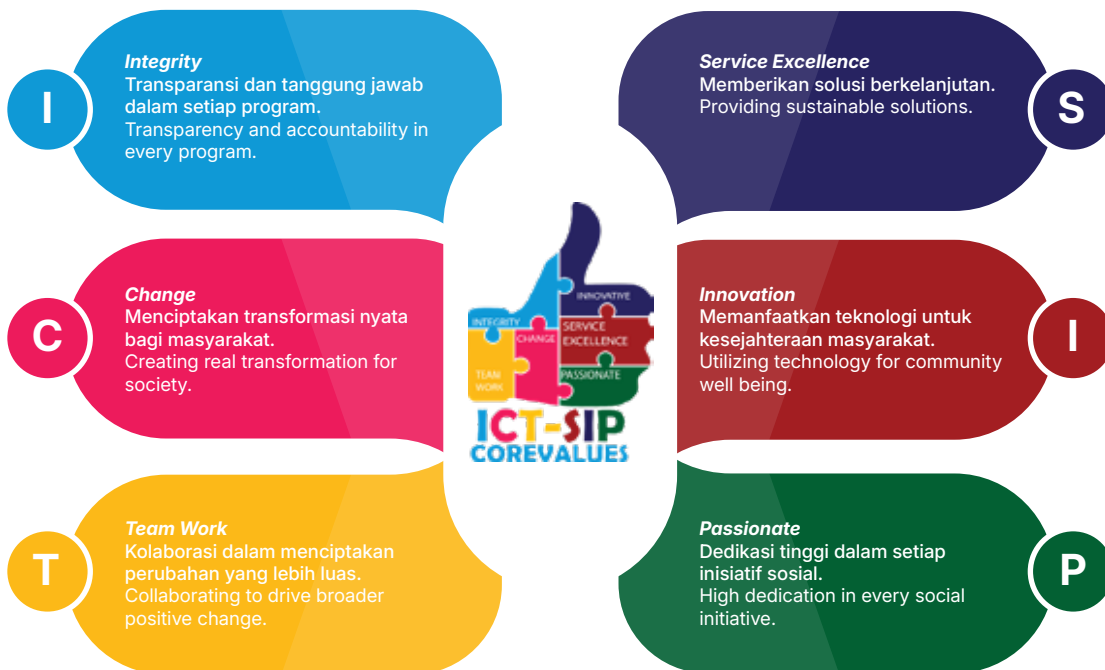 I
Integrity
Transparansi dan tanggung jawab
dalam setiap program.
Transparency and accountability in
every program.
C
Change
Menciptakan transformasi nyata
bagi masyarakat.
Creating real transformation for
society.
T
Team Work
Kolaborasi dalam menciptakan
perubahan yang lebih luas.
Collaborating to drive broader
positive change.
INNOVATIVE
INTEGRITY
SERVICE
EXCELLENCE
CHANGE
TEAM
WORK
PASSIONATE
ICT-SIP
COREVALUES
S
Service Excellence
Memberikan solusi berkelanjutan.
Providing sustainable solutions.
I
Innovation
Memanfaatkan teknologi untuk
kesejahteraan masyarakat.
Utilizing technology for community
well being.
P
Passionate
Dedikasi tinggi dalam setiap
inisiatif sosial.
High dedication in every social
initiative.